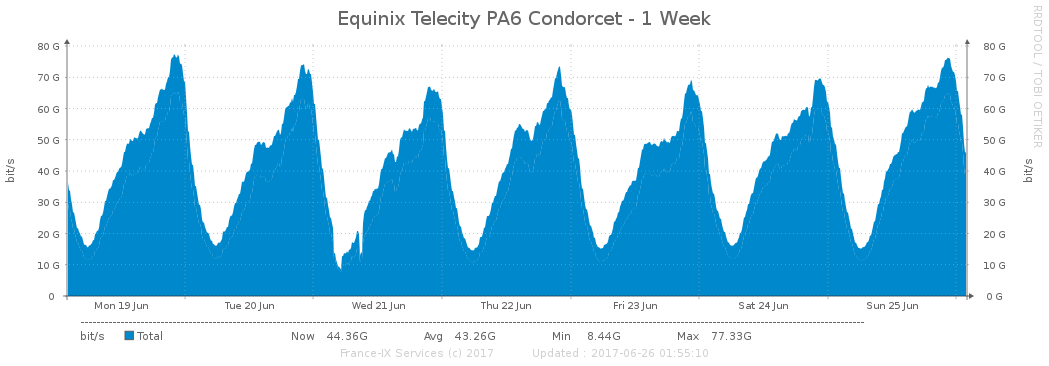 Equinix Telecity PA6 Condorcet - 1 Week
RRDTOOL / TOBI OETIKER
bit/s
80 G
70 G
60 G
50 G
40 G
30 G
20 G
10 G
0
80 G
70 G
60 G
50 G
40 G
30 G
20 G
10 G
0 G
bit/s
Mon 19 Jun Tue 20 Jun Wed 21 Jun Thu 22 Jun Fri 23 Jun Sat 24 Jun Sun 25 Jun
bit/s Total Now 44.36G Avg 43.26G Min 8.44G Max 77.33G
France-IX Services (c) 2017 Updated : 2017-06-26 01:55:10